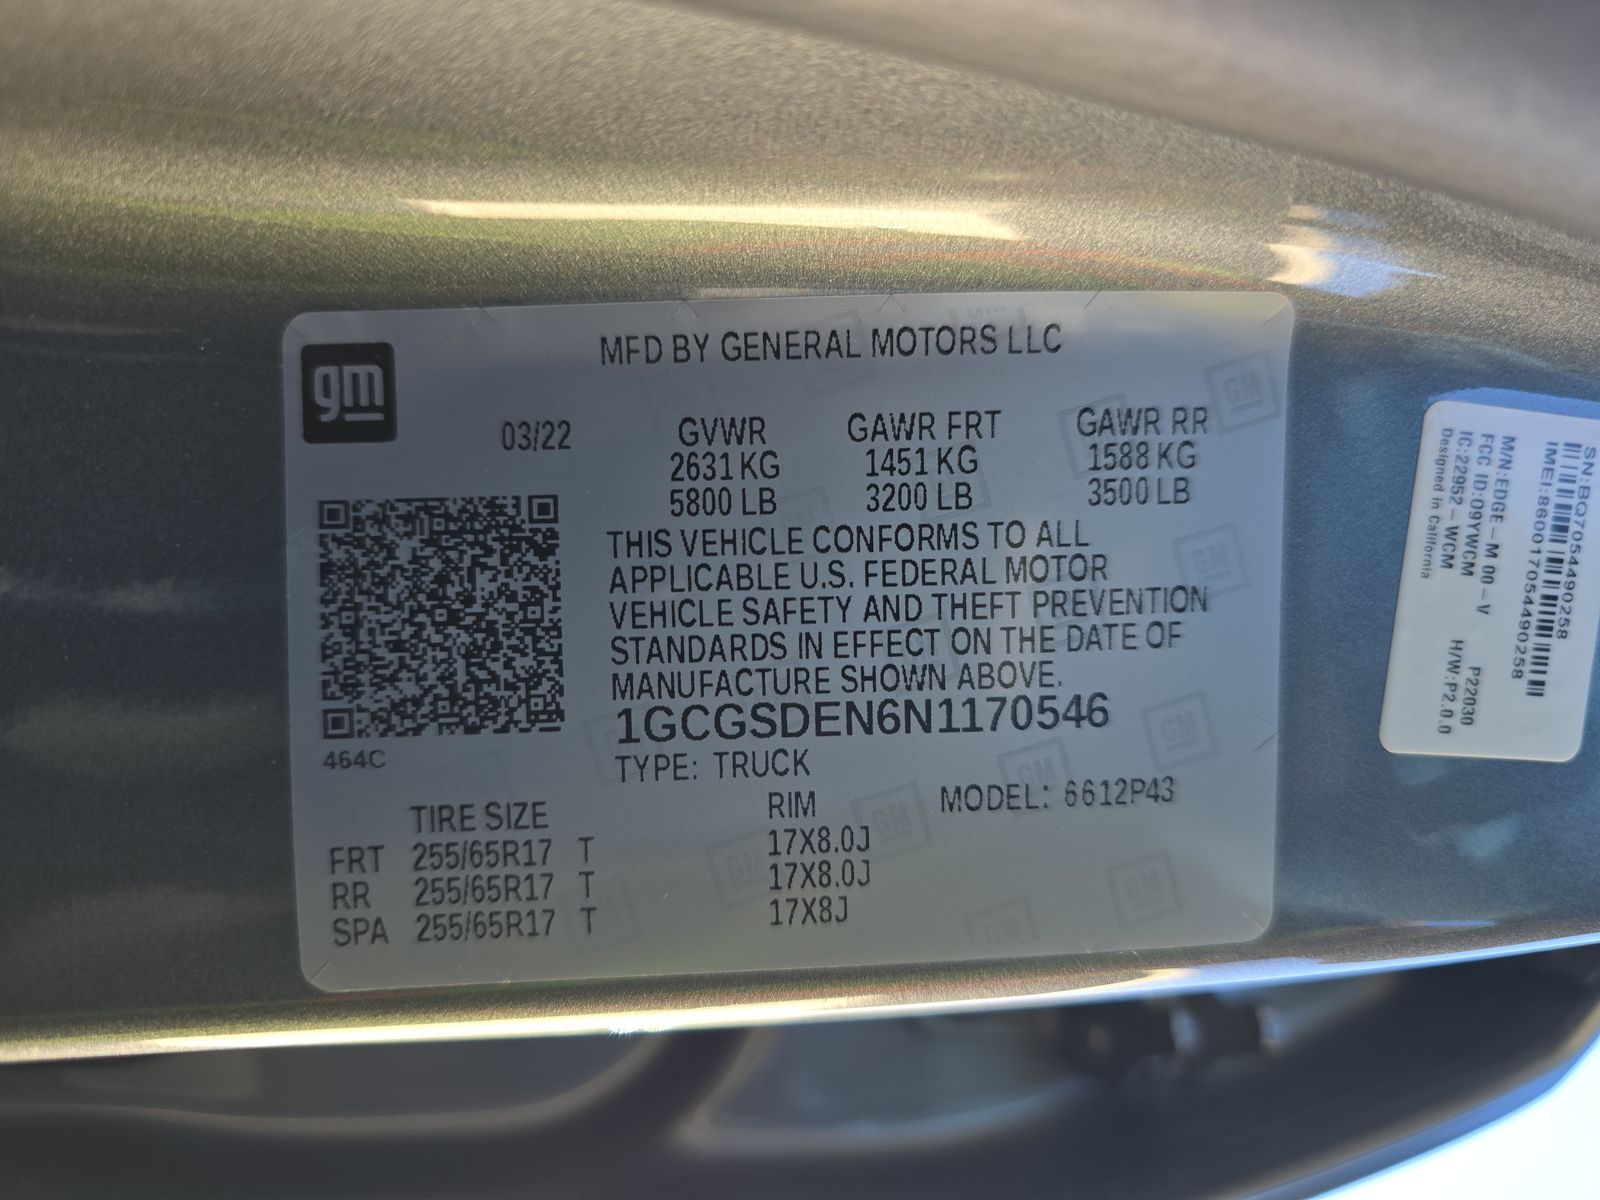 gm
MFD BY GENERAL MOTORS LLC
03/22
GVWR GAWR FRT GAWR RR
2631 KG 1451 KG 1588 KG
5800 LB 3200 LB 3500 LB
THIS VEHICLE CONFORMS TO ALL
APPLICABLE U.S. FEDERAL MOTOR
VEHICLE SAFETY AND THEFT PREVENTION
STANDARDS IN EFFECT ON THE DATE OF
MANUFACTURE SHOWN ABOVE.
1GCGSDEN6N1170546
464C
TYPE: TRUCK
TIRE SIZE RIM MODEL: 6612P43
FRT 255/65R17 T 17X8.0J
RR 255/65R17 T 17X8.0J
SPA 255/65R17 T 17X8J
SN:BQ7054490258
IMEI:860017054490258
M/N:EDGE-M 00-V P22030
FCC ID:09YWGM H/W:P2.0.0
IC:22952-WGM
Designed in California